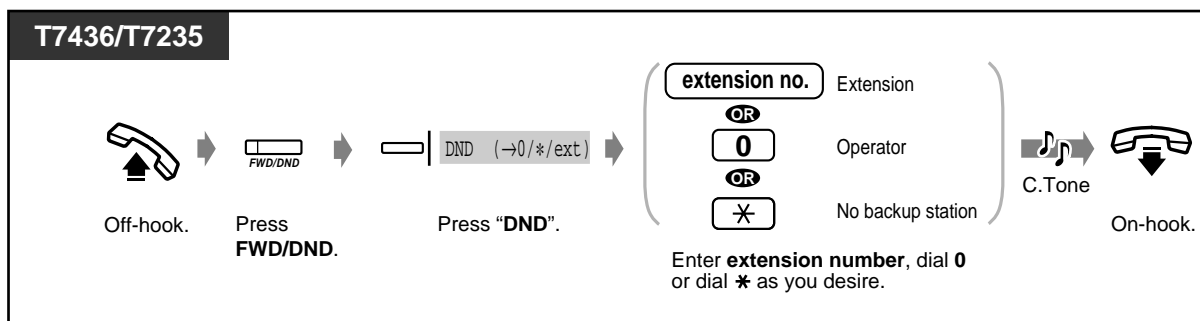 T7436/T7235
Off-hook.
FWD/DND
Press
FWD/DND.
DND (→0/*/ext)
Press “DND”.
extension no. Extension
OR
0 Operator
OR
* No backup station
Enter extension number, dial 0
or dial * as you desire.
C.Tone
On-hook.